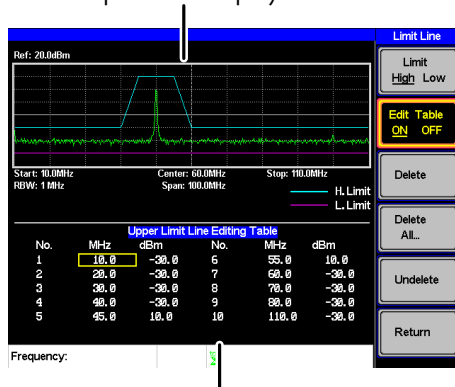 Limit Line
Ref: 20.0dBm
Limit
High Low
Edit Table
ON OFF
Start: 10.0MHz Center: 60.0MHz Stop: 110.0MHz
RBW: 1 MHz Span: 100.0MHz
H. Limit
L. Limit
Delete
Delete
All...
Upper Limit Line Editing Table
No. MHz dBm No. MHz dBm
1 10.0 -30.0 6 55.0 10.0
2 20.0 -30.0 7 60.0 -30.0
3 30.0 -30.0 8 70.0 -30.0
4 40.0 -30.0 9 80.0 -30.0
5 45.0 10.0 10 110.0 -30.0
Undelete
Return
Frequency: